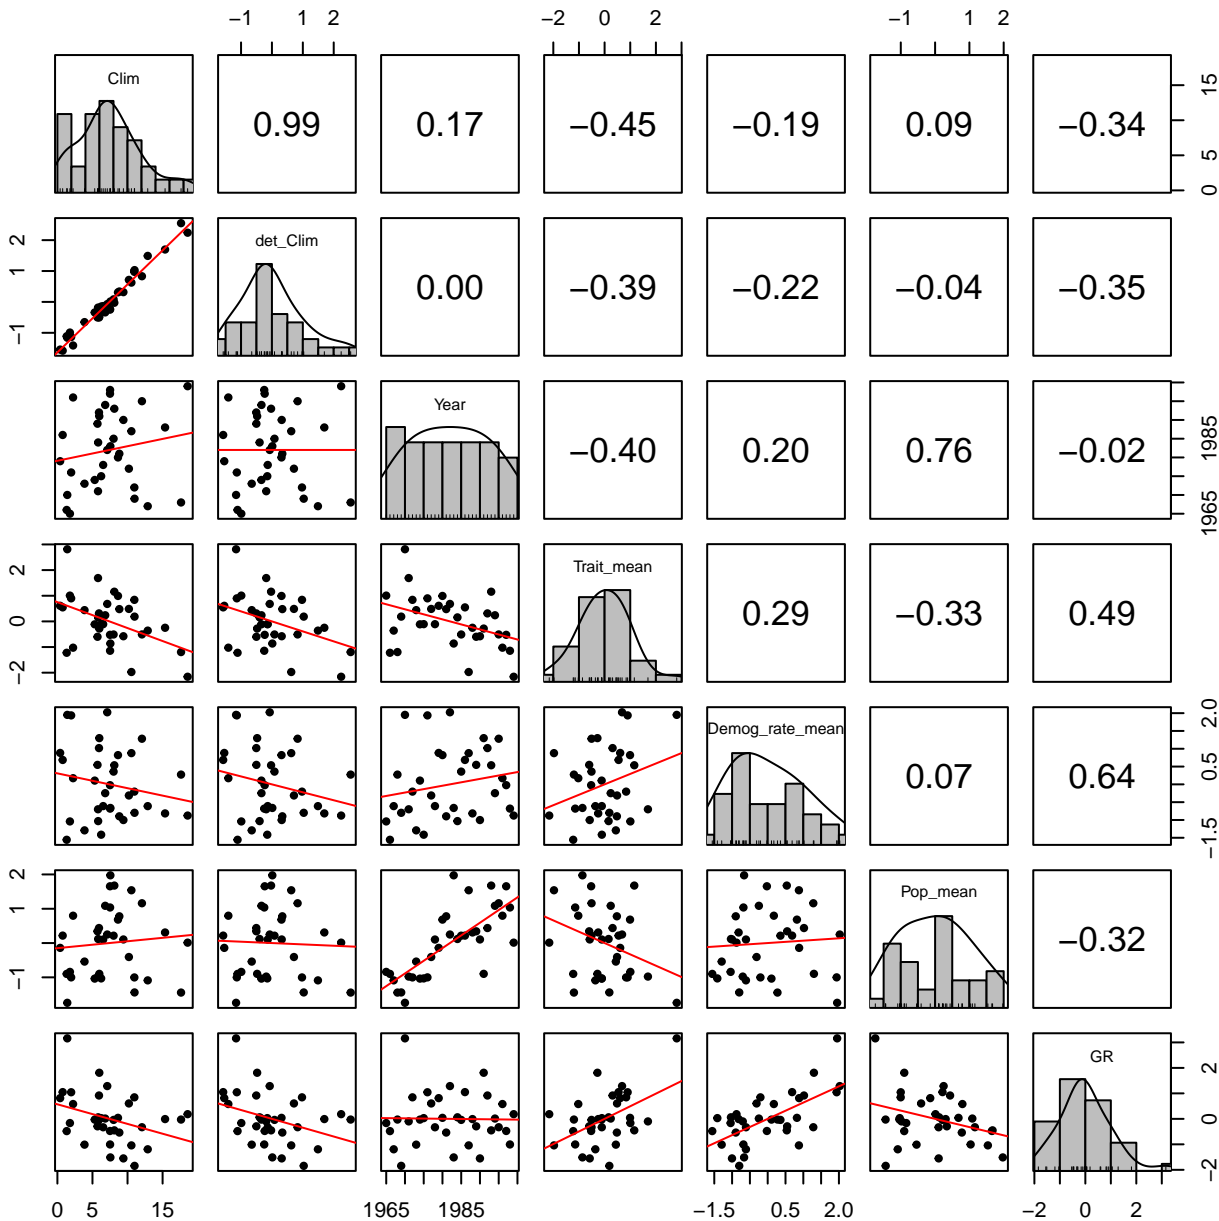 −1 1 2 −2 0 2 −1 1 2
Clim 0.99 0.17 −0.45 −0.19 0.09 −0.34 0 5 15
−1 1 2 det_Clim 0.00 −0.39 −0.22 −0.04 −0.35
Year −0.40 0.20 0.76 −0.02 1965 1985
−2 0 2 Trait_mean 0.29 −0.33 0.49
Demog_rate_mean 0.07 0.64 −1.5 0.5 2.0
−1 1 2 Pop_mean −0.32
GR −2 0 1 2
0 5 15 1965 1985 −1.5 0.5 2.0 −2 0 2